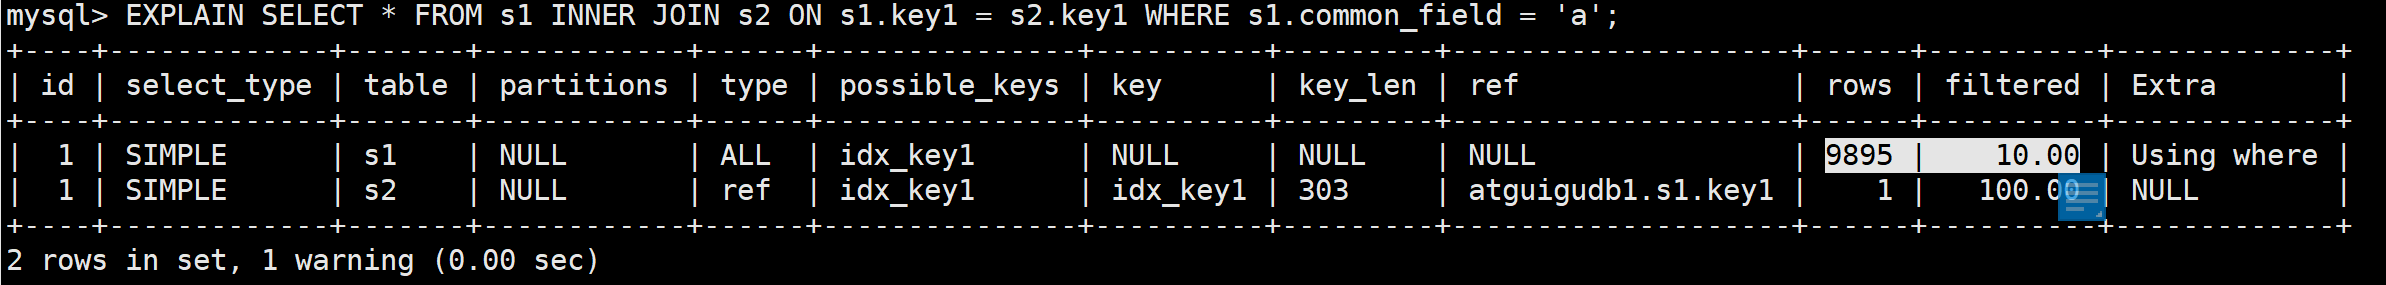 mysql> EXPLAIN SELECT * FROM s1 INNER JOIN s2 ON s1.key1 = s2.key1 WHERE s1.common_field = 'a';
+----+-------------+-------+------------+------+---------------+----------+---------+-------------------+------+----------+-------------+
| id | select_type | table | partitions | type | possible_keys | key      | key_len | ref               | rows | filtered | Extra       |
+----+-------------+-------+------------+------+---------------+----------+---------+-------------------+------+----------+-------------+
|  1 | SIMPLE      | s1    | NULL       | ALL  | idx_key1      | NULL     | NULL    | NULL              | 9895 |    10.00 | Using where |
|  1 | SIMPLE      | s2    | NULL       | ref  | idx_key1      | idx_key1 | 303     | atguigudb1.s1.key1 |    1 |   100.00 | NULL        |
+----+-------------+-------+------------+------+---------------+----------+---------+-------------------+------+----------+-------------+
2 rows in set, 1 warning (0.00 sec)